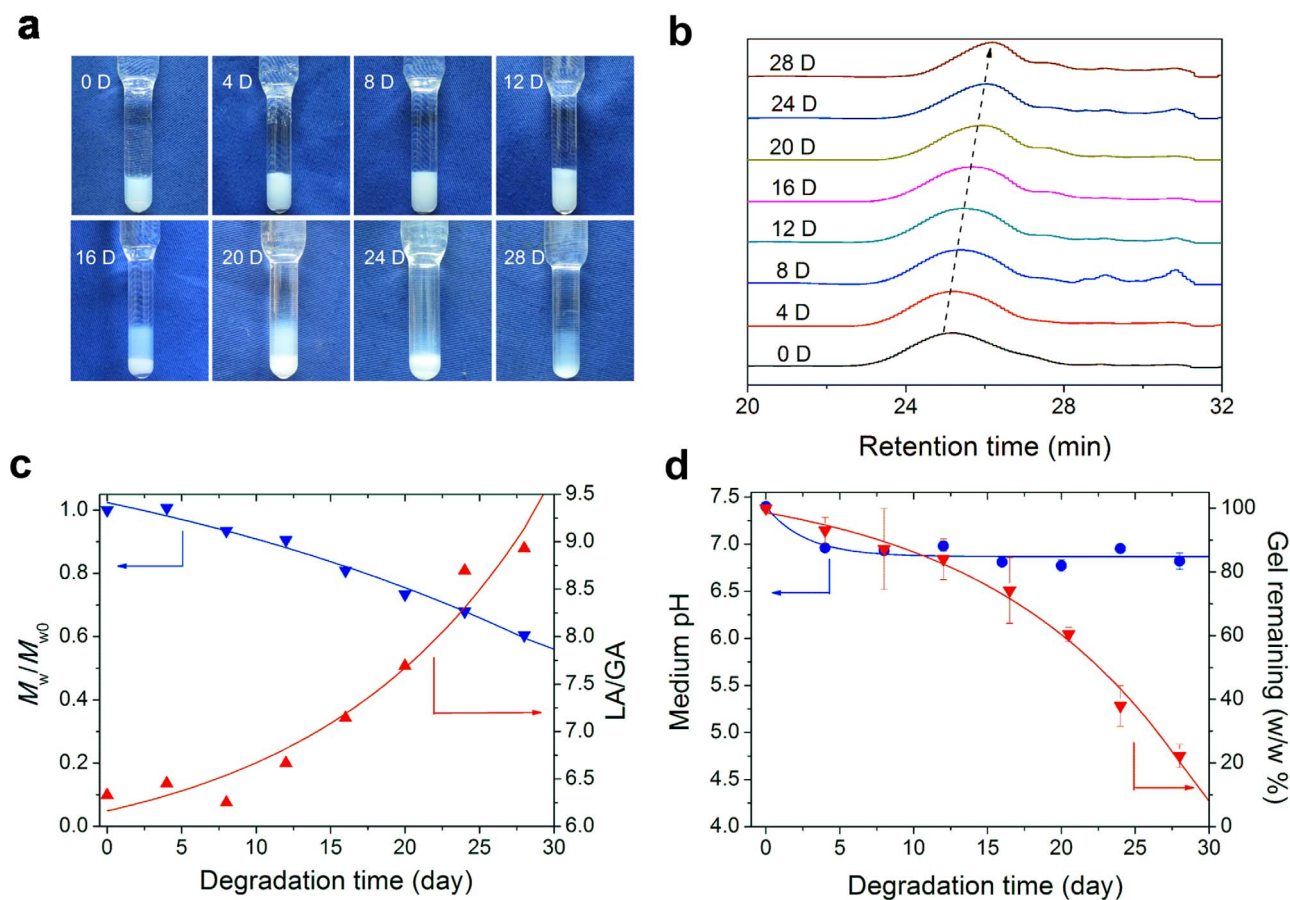 a
0 D
4 D
8 D
12 D
16 D
20 D
24 D
28 D
b
28 D
24 D
20 D
16 D
12 D
8 D
4 D
0 D
20
24
28
32
Retention time (min)
c
Mw/Mw0
1.0
0.8
0.6
0.4
0.2
0.0
9.5
9.0
8.5
8.0
7.5
7.0
6.5
6.0
LA/GA
0
5
10
15
20
25
30
Degradation time (day)
d
Medium pH
7.5
7.0
6.5
6.0
5.5
5.0
4.5
4.0
100
80
60
40
20
0
Gel remaining (w/w %)
0
5
10
15
20
25
30
Degradation time (day)